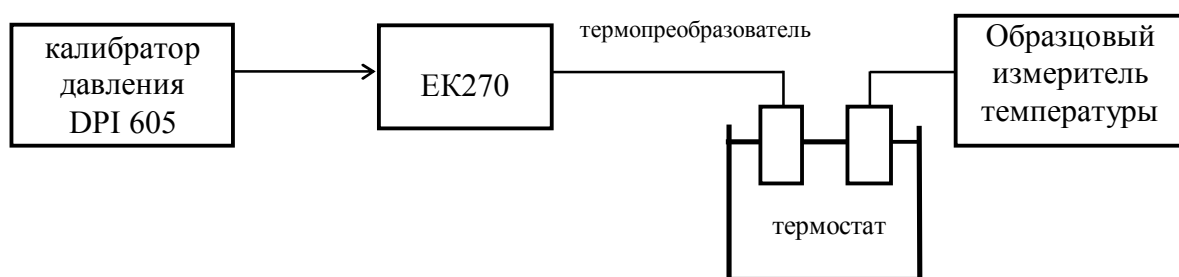 калибратор
давления
DPI 605
ЕК270
термопреобразователь
Образцовый
измеритель
температуры
термостат